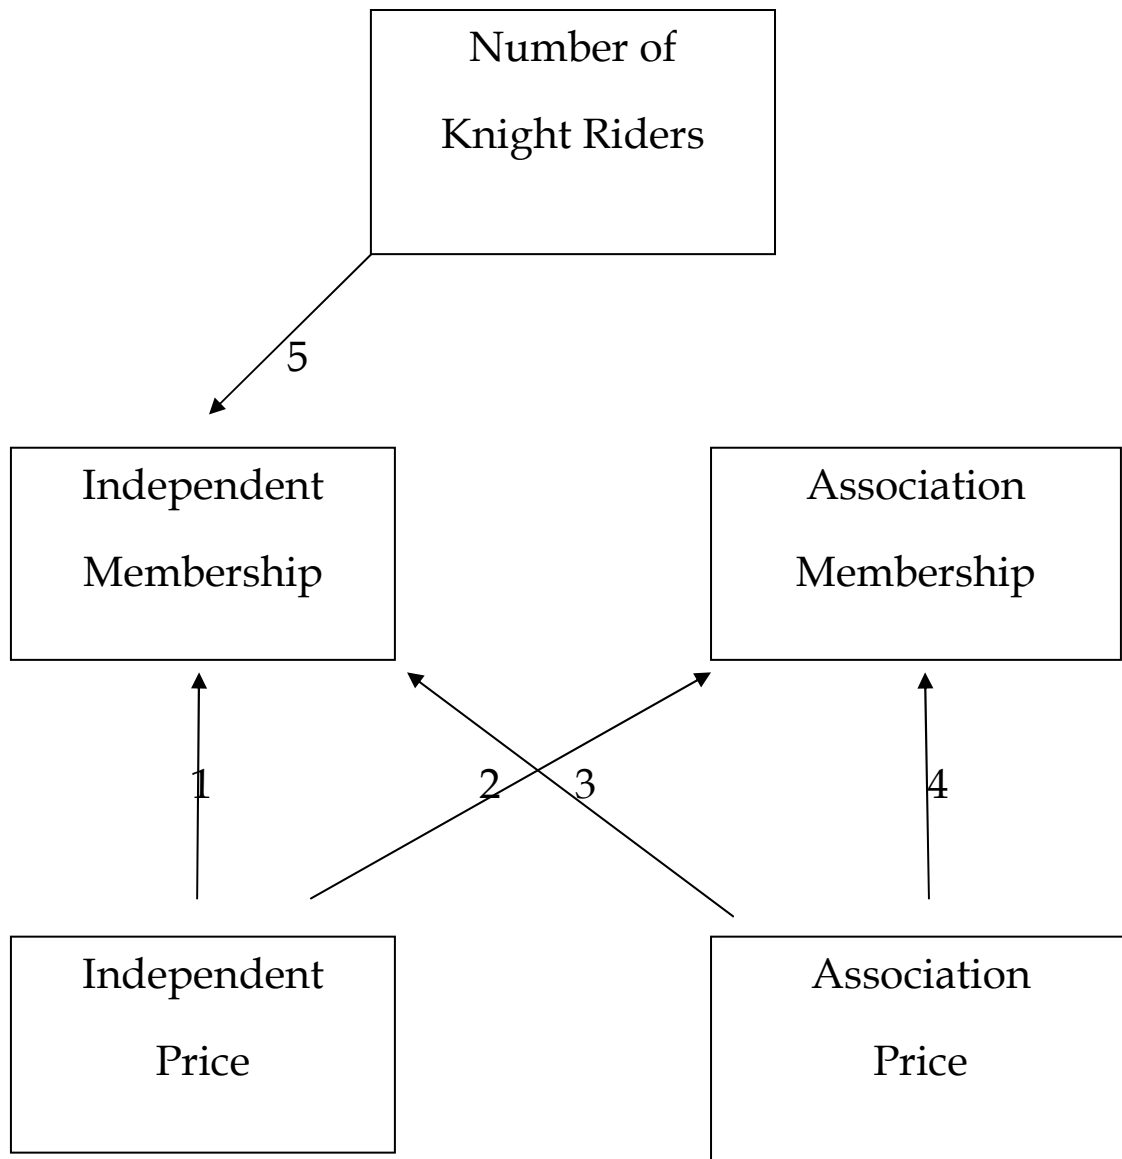 Number of
Knight Riders
5
Independent
Membership
Association
Membership
1
2
3
4
Independent
Price
Association
Price